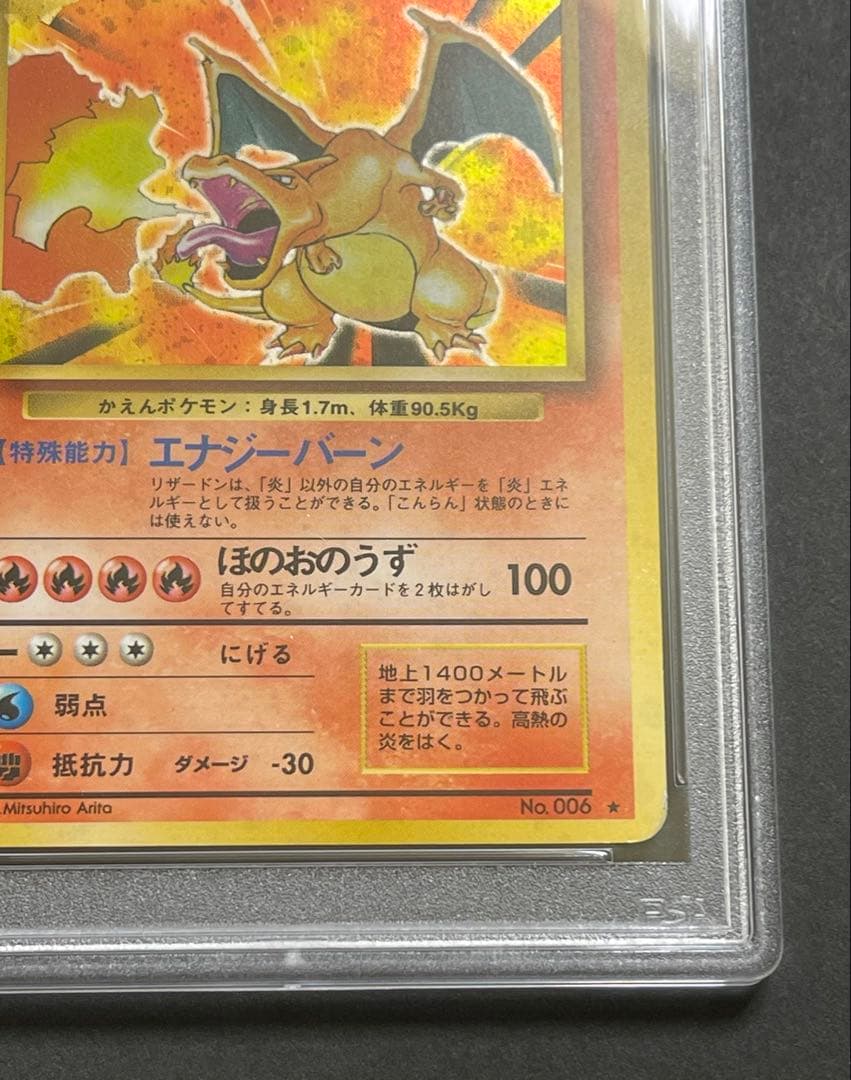 かえんポケモン：身長1.7m、体重90.5Kg
【特殊能力】 エナジーバーン
リザードンは、「炎」以外の自分のエネルギーを「炎」エネ
ルギーとして扱うことができる。「こんらん」状態のときに
は使えない。
ほのおのうず 100
自分のエネルギーカードを２枚はがし
てすてる。
にげる
地上1400メートル
まで羽をつかって飛ぶ
ことができる。高熱の
炎をはく。
弱点
抵抗力 ダメージ -30
Mitsuhiro Arita
No. 006 ★